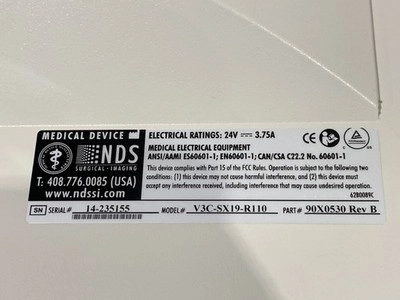 MEDICAL DEVICE
NDS
SURGICAL · IMAGING
T: 408.776.0085 (USA)
www.ndssi.com
ELECTRICAL RATINGS: 24V 3.75A
MEDICAL ELECTRICAL EQUIPMENT
ANSI/AAMI ES60601-1; EN60601-1; CAN/CSA C22.2 No. 60601-1
This device complies with Part 15 of the FCC Rules. Operation is subject to the following two
conditions: (1) This device may not cause harmful interference, and (2) this device must
accept any interference received, including interference that may cause undesired operation.
62B0089C
SN SERIAL# 14-235155 MODEL# V3C-SX19-R110 PART# 90X0530 Rev B